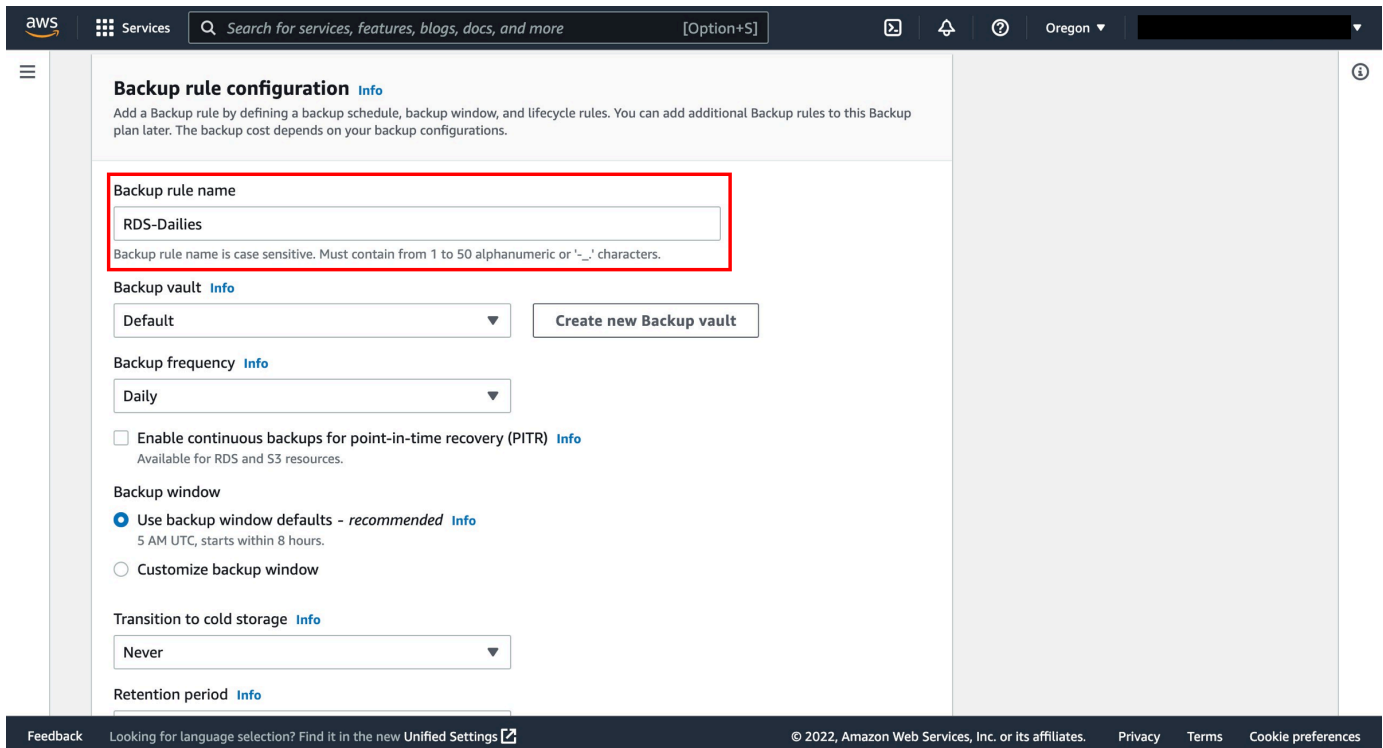 aws
Services
Search for services, features, blogs, docs, and more [Option+S]
Oregon
Backup rule configuration Info
Add a Backup rule by defining a backup schedule, backup window, and lifecycle rules. You can add additional Backup rules to this Backup
plan later. The backup cost depends on your backup configurations.
Backup rule name
RDS-Dailies
Backup rule name is case sensitive. Must contain from 1 to 50 alphanumeric or '-_.' characters.
Backup vault Info
Default
Create new Backup vault
Backup frequency Info
Daily
Enable continuous backups for point-in-time recovery (PITR) Info
Available for RDS and S3 resources.
Backup window
Use backup window defaults - recommended Info
5 AM UTC, starts within 8 hours.
Customize backup window
Transition to cold storage Info
Never
Retention period Info
Feedback
Looking for language selection? Find it in the new Unified Settings
© 2022, Amazon Web Services, Inc. or its affiliates.
Privacy
Terms
Cookie preferences